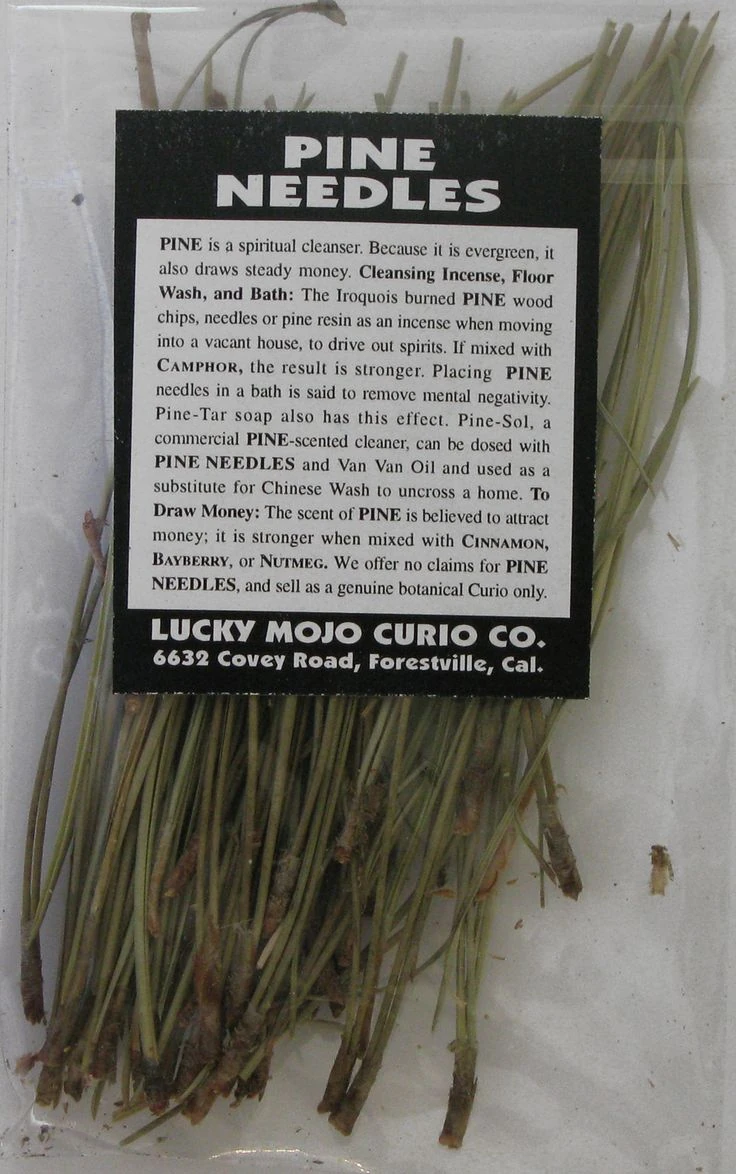 PINE
NEEDLES
PINE is a spiritual cleanser. Because it is evergreen, it
also draws steady money. Cleansing Incense, Floor
Wash, and Bath: The Iroquois burned PINE wood
chips, needles or pine resin as an incense when moving
into a vacant house, to drive out spirits. If mixed with
CAMPHOR, the result is stronger. Placing PINE
needles in a bath is said to remove mental negativity.
Pine-Tar soap also has this effect. Pine-Sol, a
commercial PINE-scented cleaner, can be dosed with
PINE NEEDLES and Van Van Oil and used as a
substitute for Chinese Wash to uncross a home. To
Draw Money: The scent of PINE is believed to attract
money; it is stronger when mixed with CINNAMON,
BAYBERRY, or NUTMEG. We offer no claims for PINE
NEEDLES, and sell as a genuine botanical Curio only.
LUCKY MOJO CURIO CO.
6632 Covey Road, Forestville, Cal.